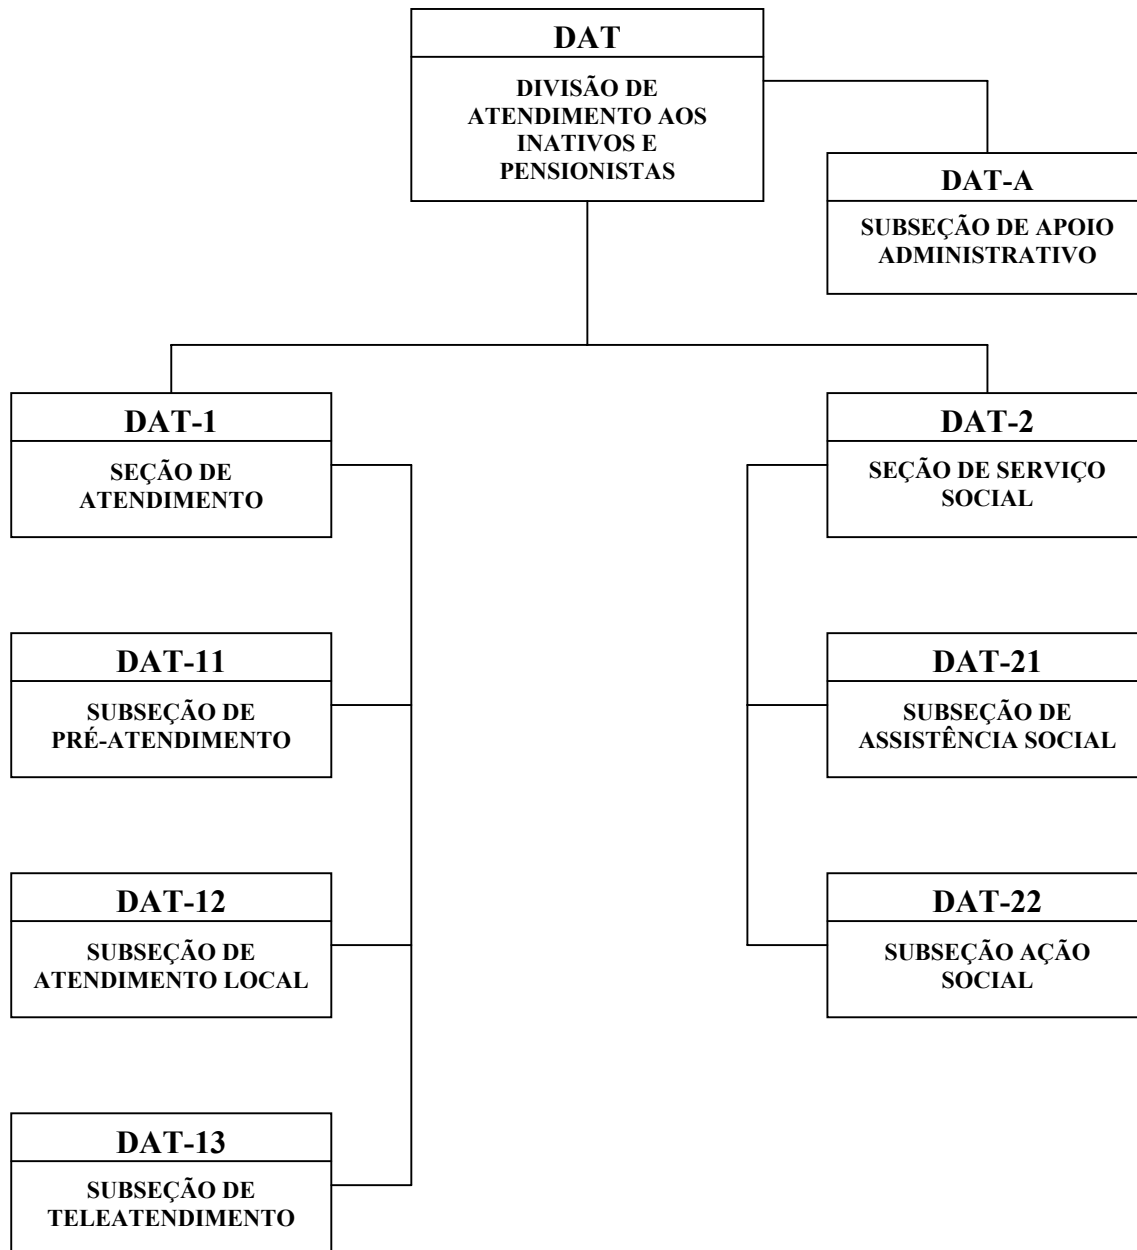 DAT
DIVISÃO DE
ATENDIMENTO AOS
INATIVOS E
PENSIONISTAS
DAT-A
SUBSEÇÃO DE APOIO
ADMINISTRATIVO
DAT-1
SEÇÃO DE
ATENDIMENTO
DAT-2
SEÇÃO DE SERVIÇO
SOCIAL
DAT-11
SUBSEÇÃO DE
PRÉ-ATENDIMENTO
DAT-21
SUBSEÇÃO DE
ASSISTÊNCIA SOCIAL
DAT-12
SUBSEÇÃO DE
ATENDIMENTO LOCAL
DAT-22
SUBSEÇÃO AÇÃO
SOCIAL
DAT-13
SUBSEÇÃO DE
TELEATENDIMENTO